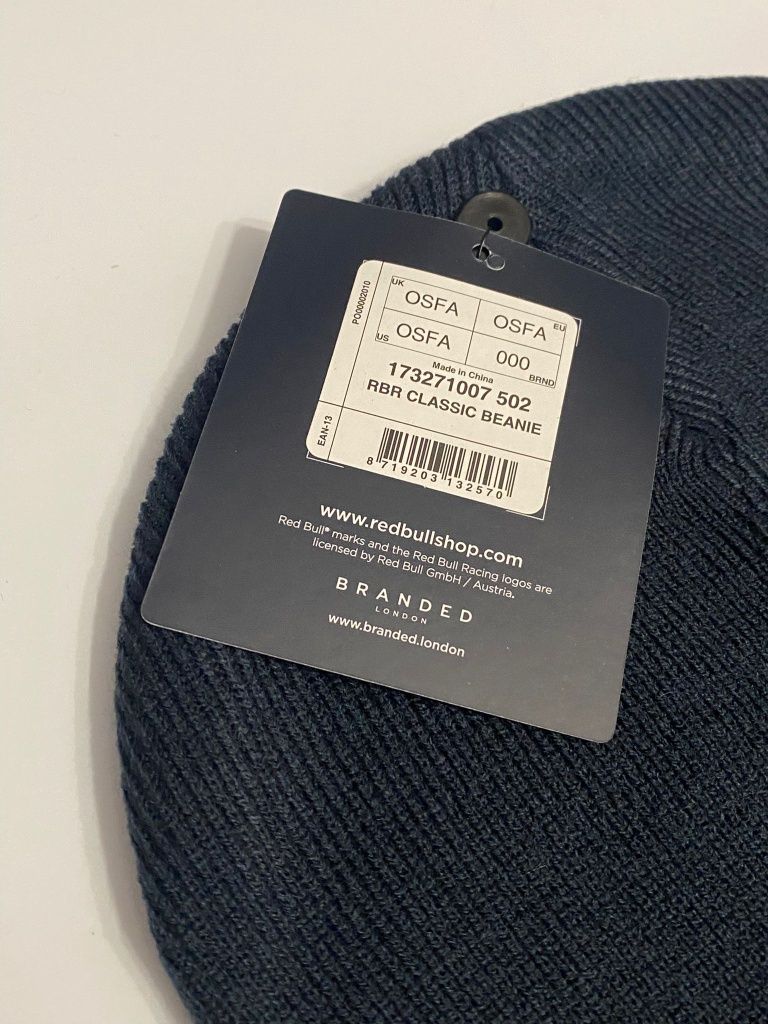 PO00002010
UK
OSFA
OSFA
EU
US
OSFA
000
BRND
Made in China
173271007 502
RBR CLASSIC BEANIE
EAN-13
8 719203 132570
www.redbullshop.com
Red Bull® marks and the Red Bull Racing logos are
licensed by Red Bull GmbH / Austria.
BRANDED
LONDON
www.branded.london